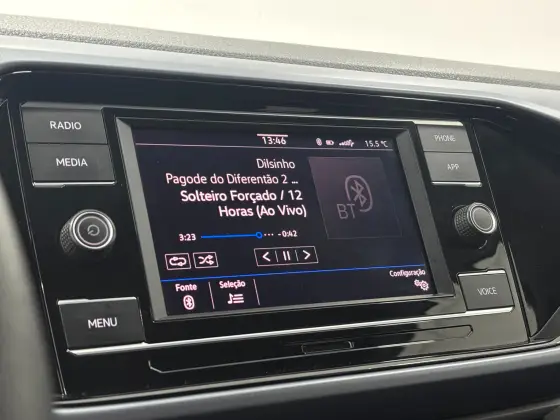 RADIO
MEDIA
MENU
13:46
15.5 °C
Dilsinho
Pagode do Diferentão 2 ...
Solteiro Forçado / 12
Horas (Ao Vivo)
BT
3:23
-0:42
Fonte
Seleção
Configuração
PHONE
APP
VOICE